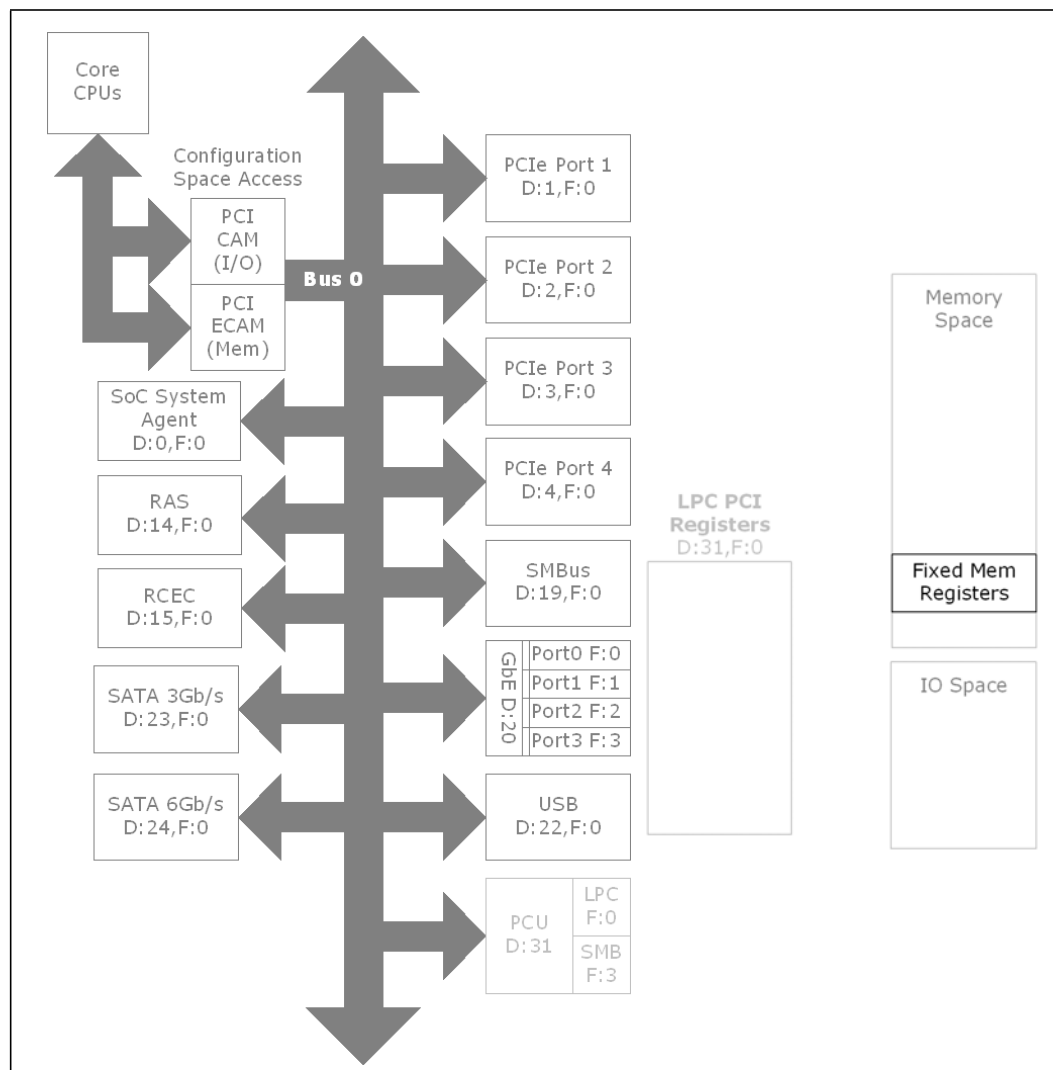 Core
CPUs
Configuration
Space Access
PCI
CAM
(I/O)
PCI
ECAM
(Mem)
Bus 0
SoC System
Agent
D:0,F:0
RAS
D:14,F:0
RCEC
D:15,F:0
SATA 3Gb/s
D:23,F:0
SATA 6Gb/s
D:24,F:0
PCIe Port 1
D:1,F:0
PCIe Port 2
D:2,F:0
PCIe Port 3
D:3,F:0
PCIe Port 4
D:4,F:0
SMBus
D:19,F:0
GbE D:20
Port0 F:0
Port1 F:1
Port2 F:2
Port3 F:3
USB
D:22,F:0
PCU
D:31
LPC
F:0
SMB
F:3
LPC PCI
Registers
D:31,F:0
Memory
Space
Fixed Mem
Registers
IO Space